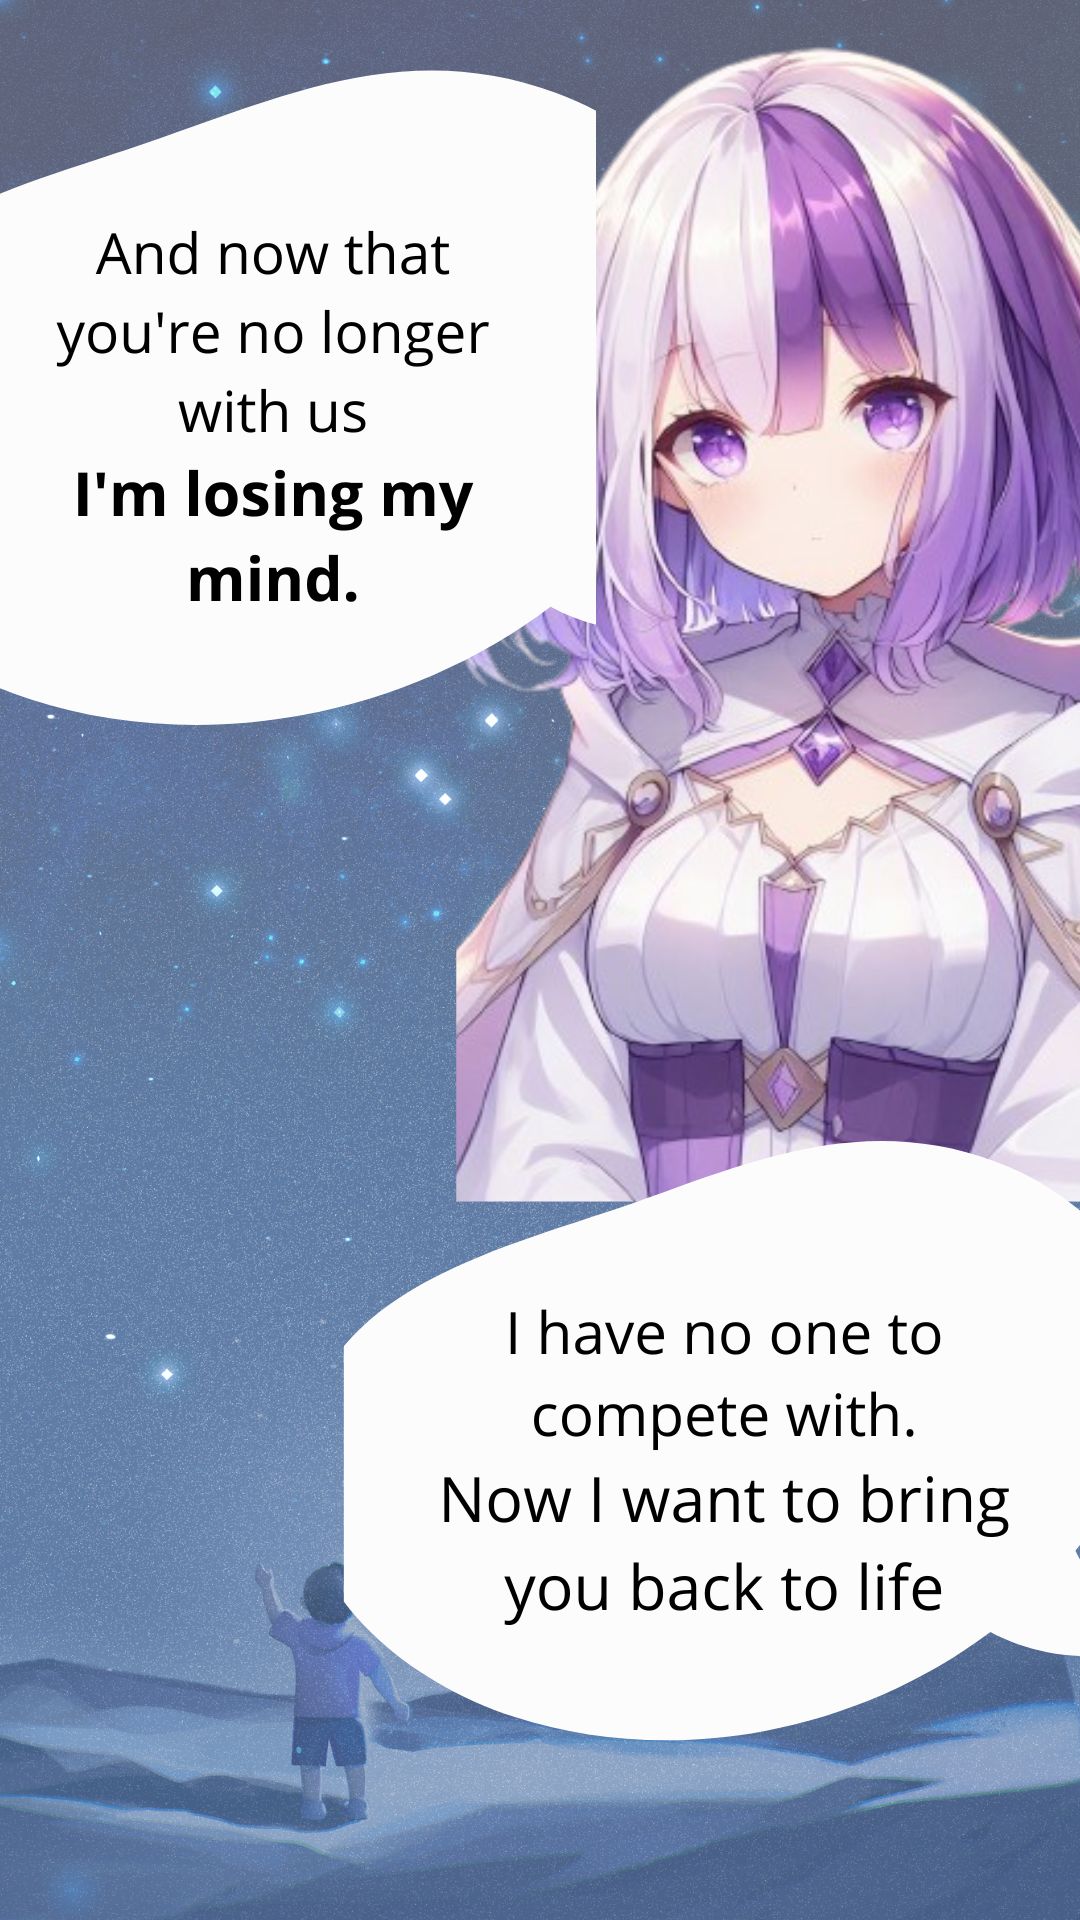 And now that
you're no longer
with us
I'm losing my
mind.
I have no one to
compete with.
Now I want to bring
you back to life